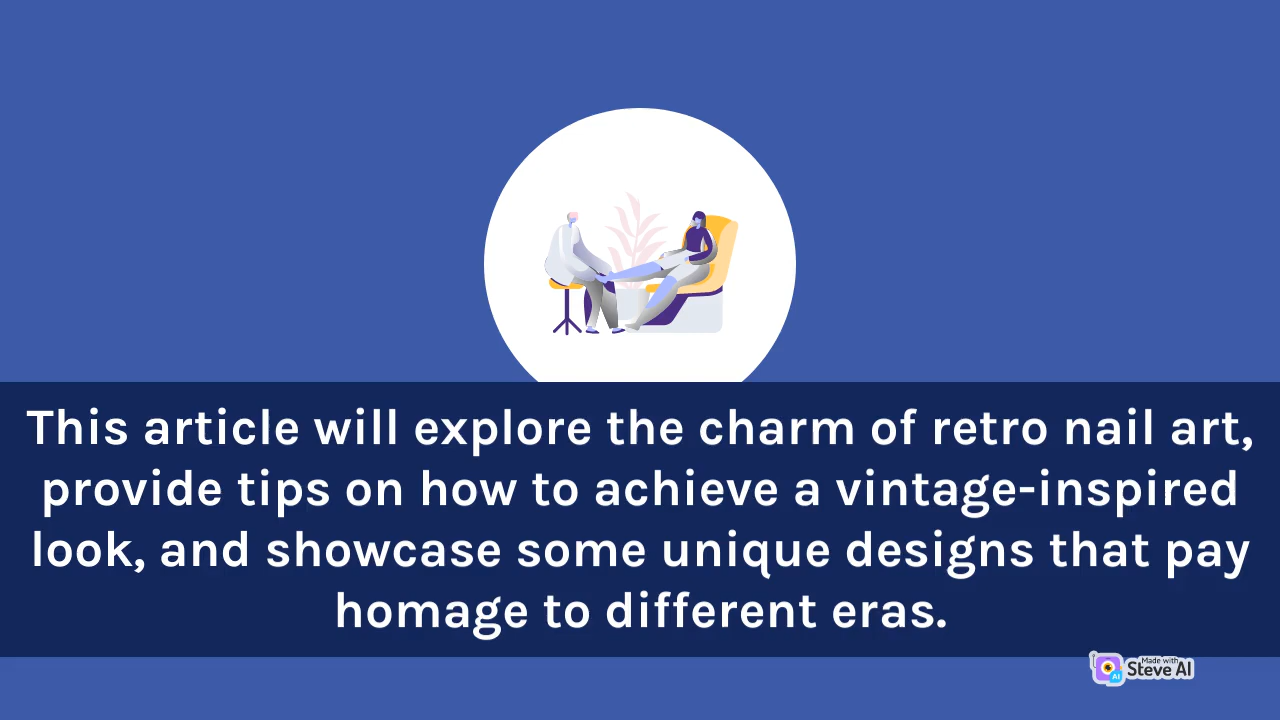 This article will explore the charm of retro nail art,
provide tips on how to achieve a vintage-inspired
look, and showcase some unique designs that pay
homage to different eras.
Made with
Steve AI
AI